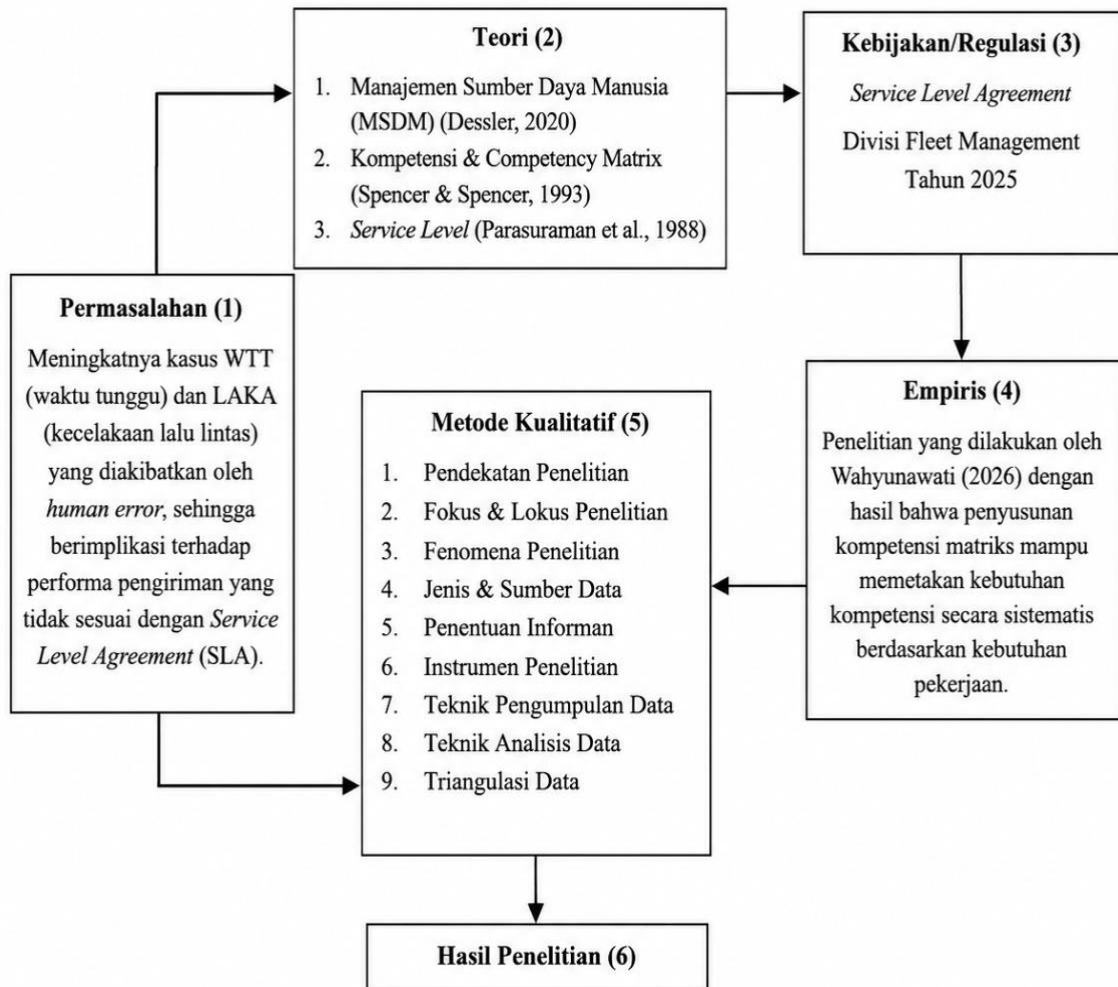 Teori (2)
1. Manajemen Sumber Daya Manusia
(MSDM) (Dessler, 2020)
2. Kompetensi & Competency Matrix
(Spencer & Spencer, 1993)
3. Service Level (Parasuraman et al., 1988)
Kebijakan/Regulasi (3)
Service Level Agreement
Divisi Fleet Management
Tahun 2025
Permasalahan (1)
Meningkatnya kasus WTT
(waktu tunggu) dan LAKA
(kecelakaan lalu lintas)
yang diakibatkan oleh
human error, sehingga
berimplikasi terhadap
performa pengiriman yang
tidak sesuai dengan Service
Level Agreement (SLA).
Metode Kualitatif (5)
1. Pendekatan Penelitian
2. Fokus & Lokus Penelitian
3. Fenomena Penelitian
4. Jenis & Sumber Data
5. Penentuan Informan
6. Instrumen Penelitian
7. Teknik Pengumpulan Data
8. Teknik Analisis Data
9. Triangulasi Data
Empiris (4)
Penelitian yang dilakukan oleh
Wahyunawati (2026) dengan
hasil bahwa penyusunan
kompetensi matriks mampu
memetakan kebutuhan
kompetensi secara sistematis
berdasarkan kebutuhan
pekerjaan.
Hasil Penelitian (6)